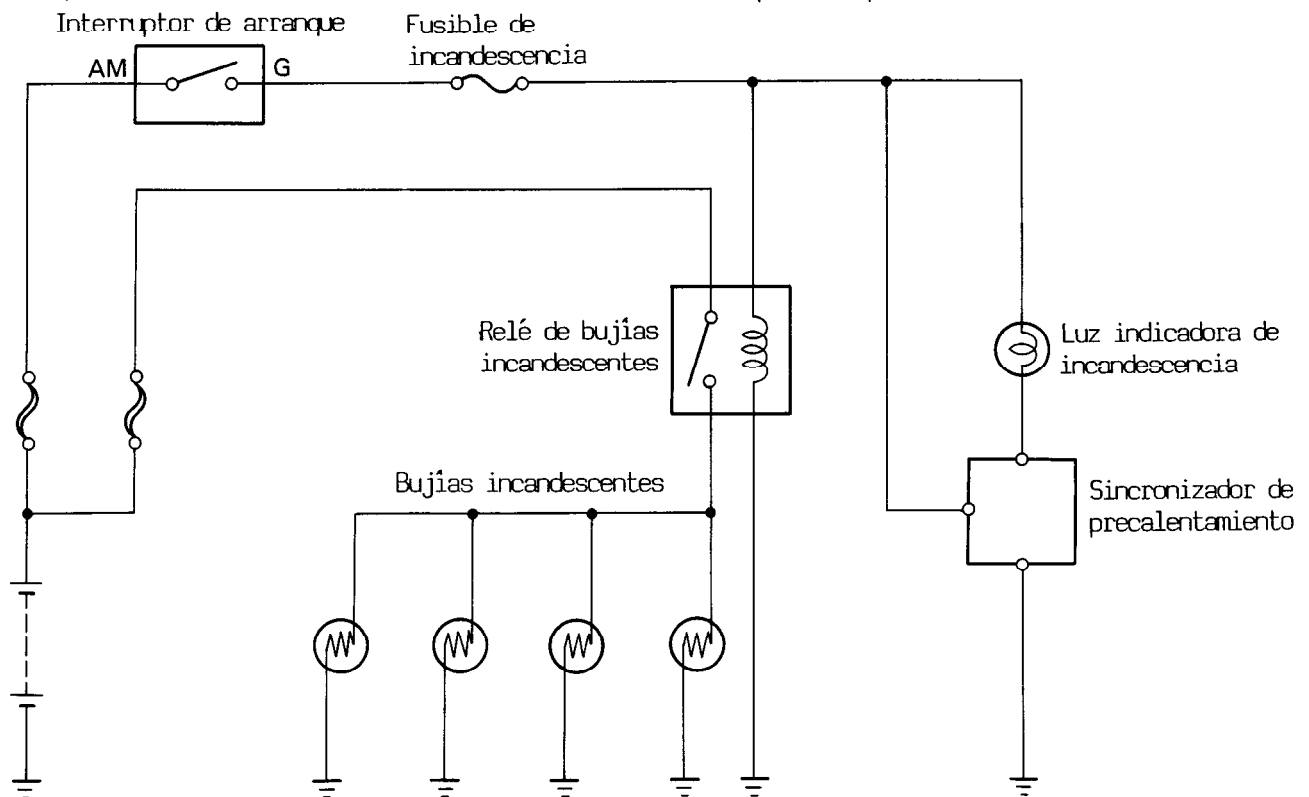 Interruptor de arranque
Fusible de
incandescencia
AM
G
Relé de bujías
incandescentes
Luz indicadora de
incandescencia
Bujías incandescentes
Sincronizador de
precalentamiento